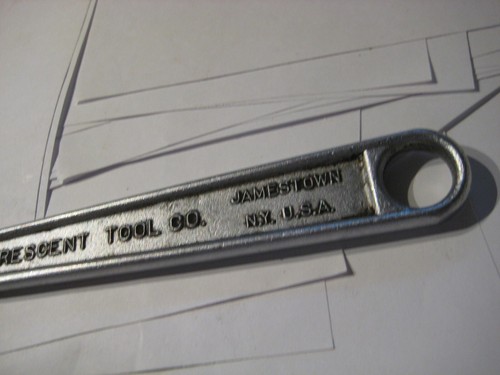 RESCENT TOOL CO.
JAMESTOWN
N.Y. U.S.A.